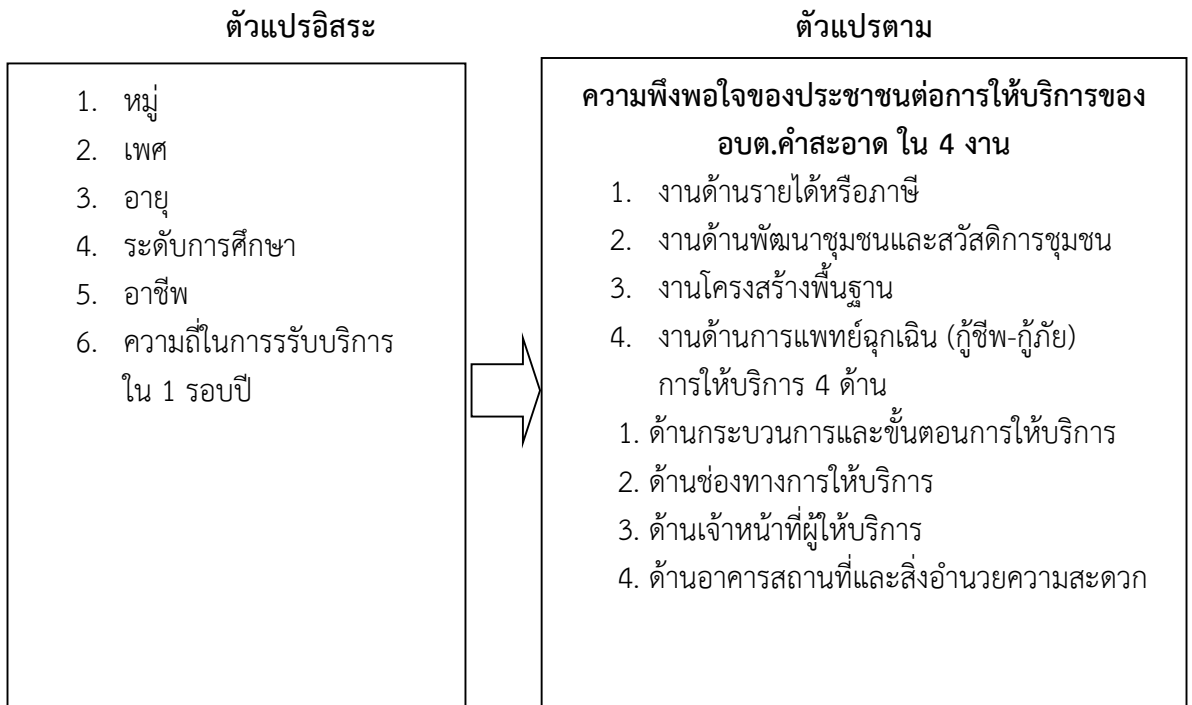 ตัวแปรอิสระ
1. หมู่
2. เพศ
3. อายุ
4. ระดับการศึกษา
5. อาชีพ
6. ความถี่ในการรรับบริการ
ใน 1 รอบปี
ตัวแปรตาม
ความพึงพอใจของประชาชนต่อการให้บริการของ
อบต.คำสะอาด ใน 4 งาน
1. งานด้านรายได้หรือภาษี
2. งานด้านพัฒนาชุมชนและสวัสดิการชุมชน
3. งานโครงสร้างพื้นฐาน
4. งานด้านการแพทย์ฉุกเฉิน (กู้ชีพ-กู้ภัย)
การให้บริการ 4 ด้าน
1. ด้านกระบวนการและขั้นตอนการให้บริการ
2. ด้านช่องทางการให้บริการ
3. ด้านเจ้าหน้าที่ผู้ให้บริการ
4. ด้านอาคารสถานที่และสิ่งอำนวยความสะดวก